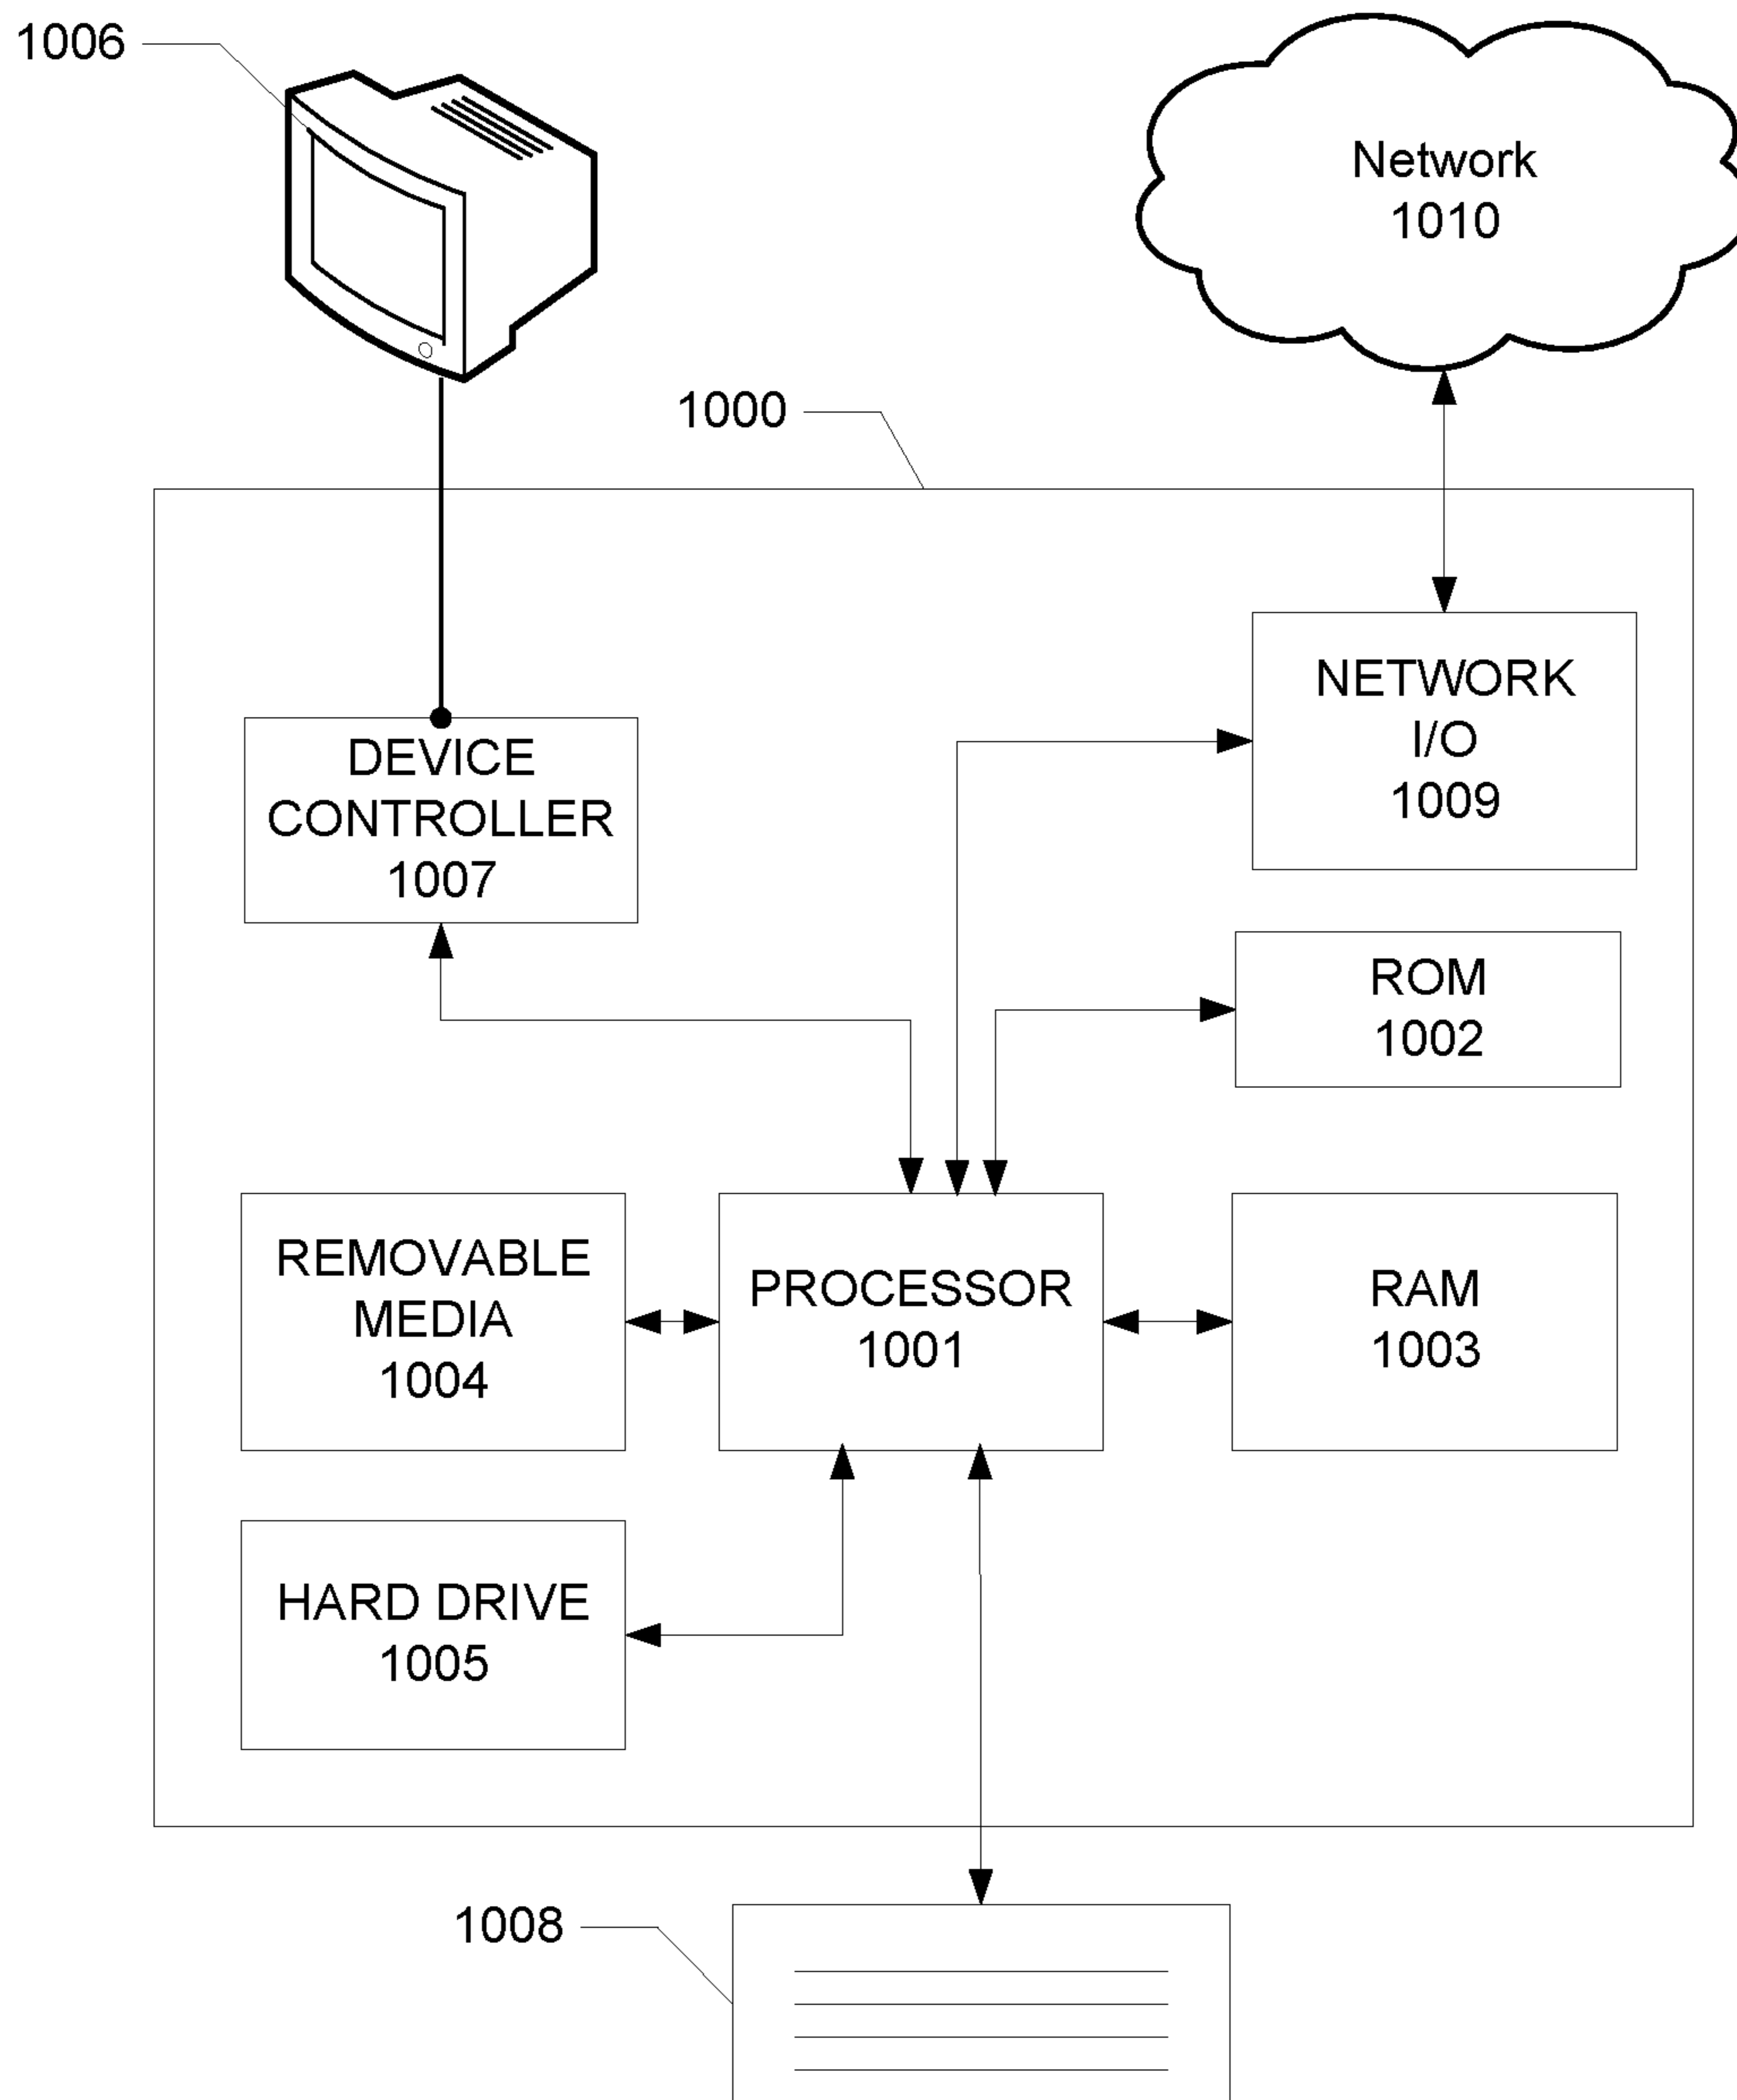 1006
Network
1010
1000
NETWORK
I/O
1009
DEVICE
CONTROLLER
1007
ROM
1002
REMOVABLE
MEDIA
1004
PROCESSOR
1001
RAM
1003
HARD DRIVE
1005
1008